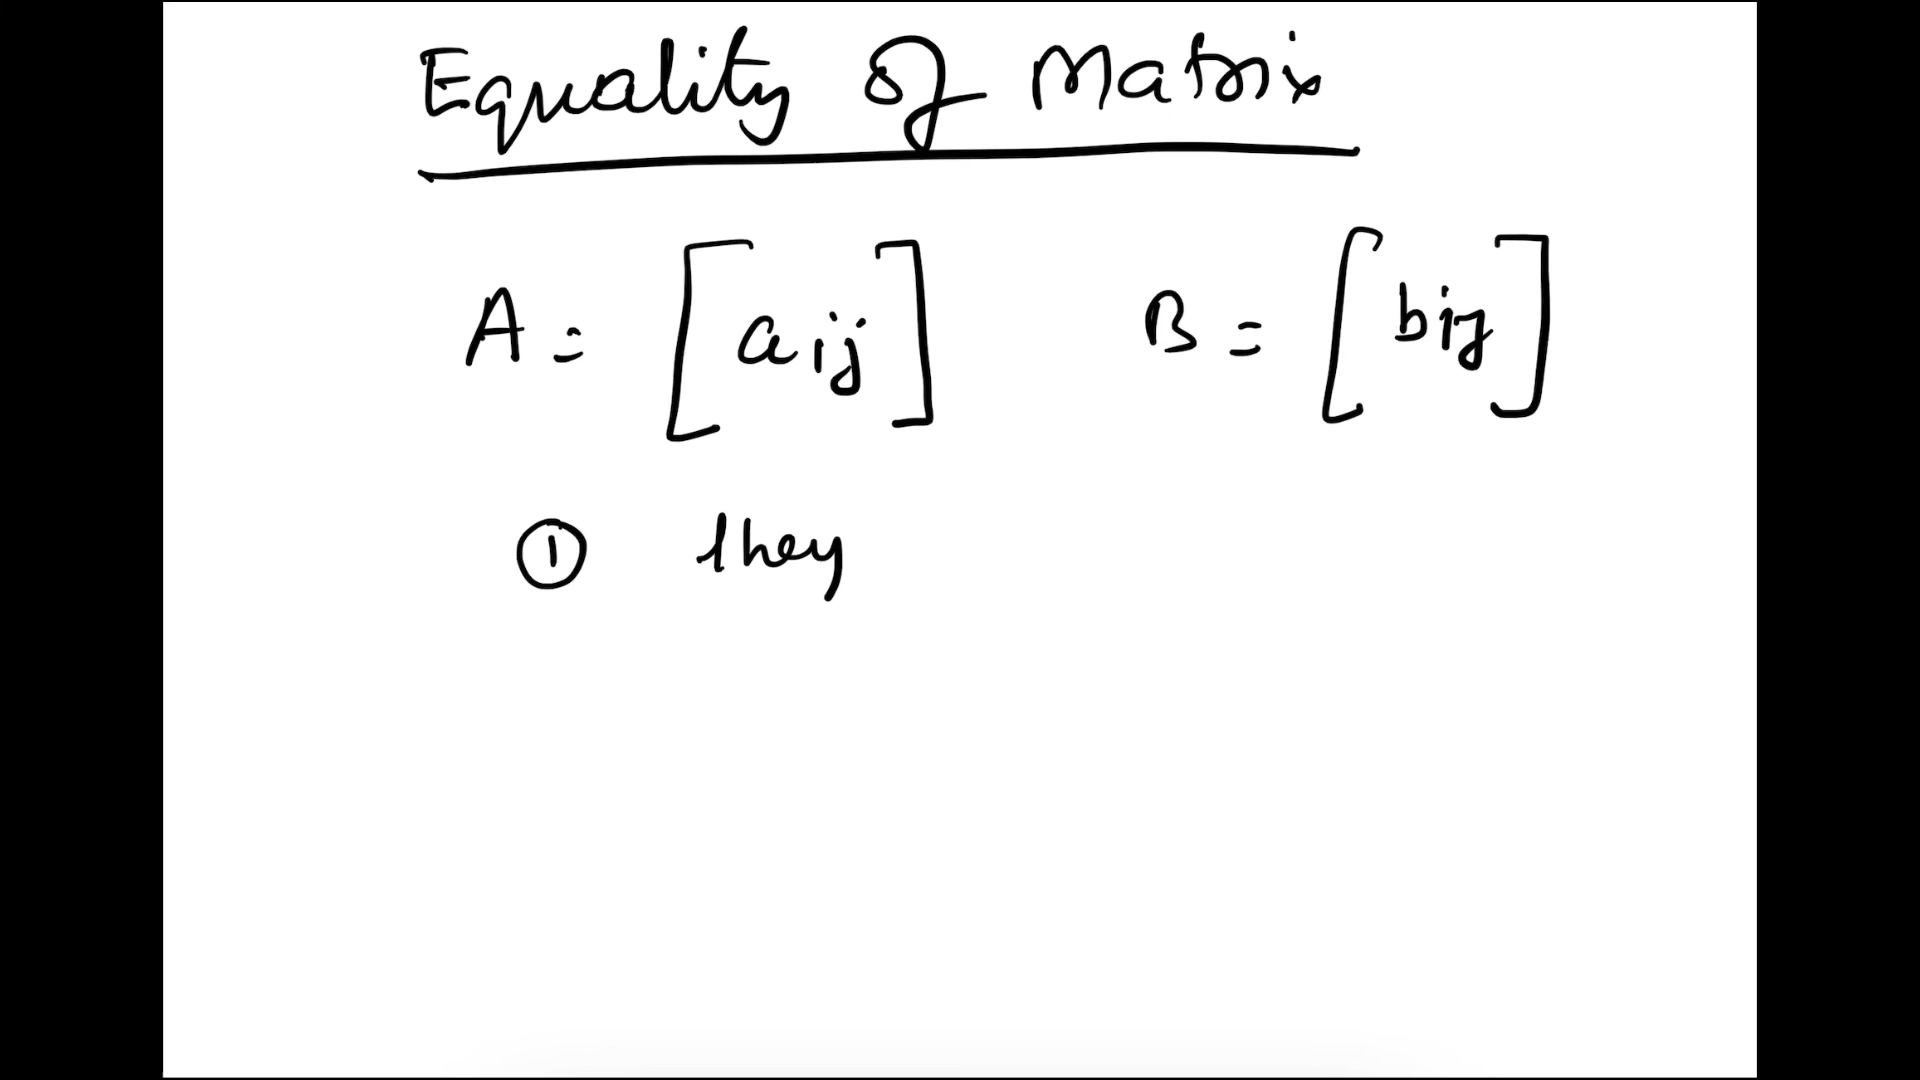 Equality of Matrix
A = [aij] B = [bij]
① they